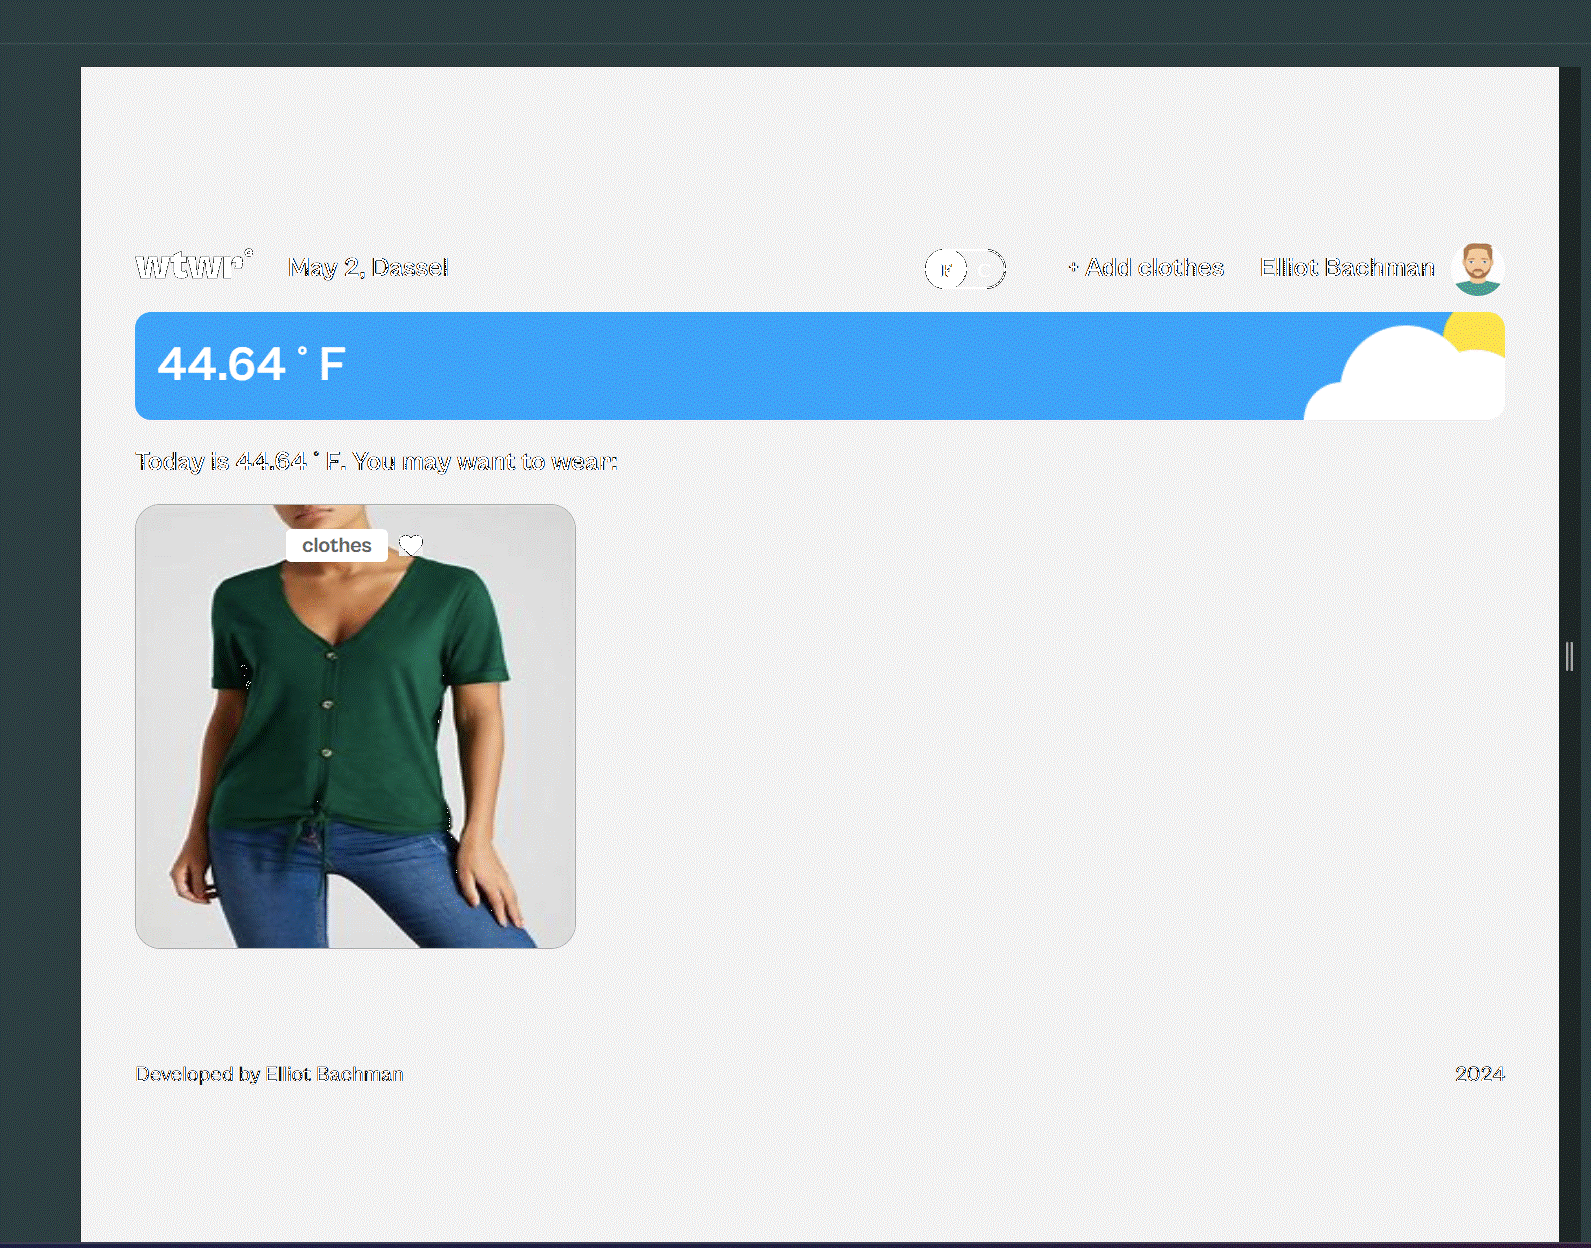 wtwr°
May 2, Dassel
F C
+ Add clothes
Elliot Bachman
44.64 ° F
Today is 44.64 ° F. You may want to wear:
clothes
Developed by Elliot Bachman
2024